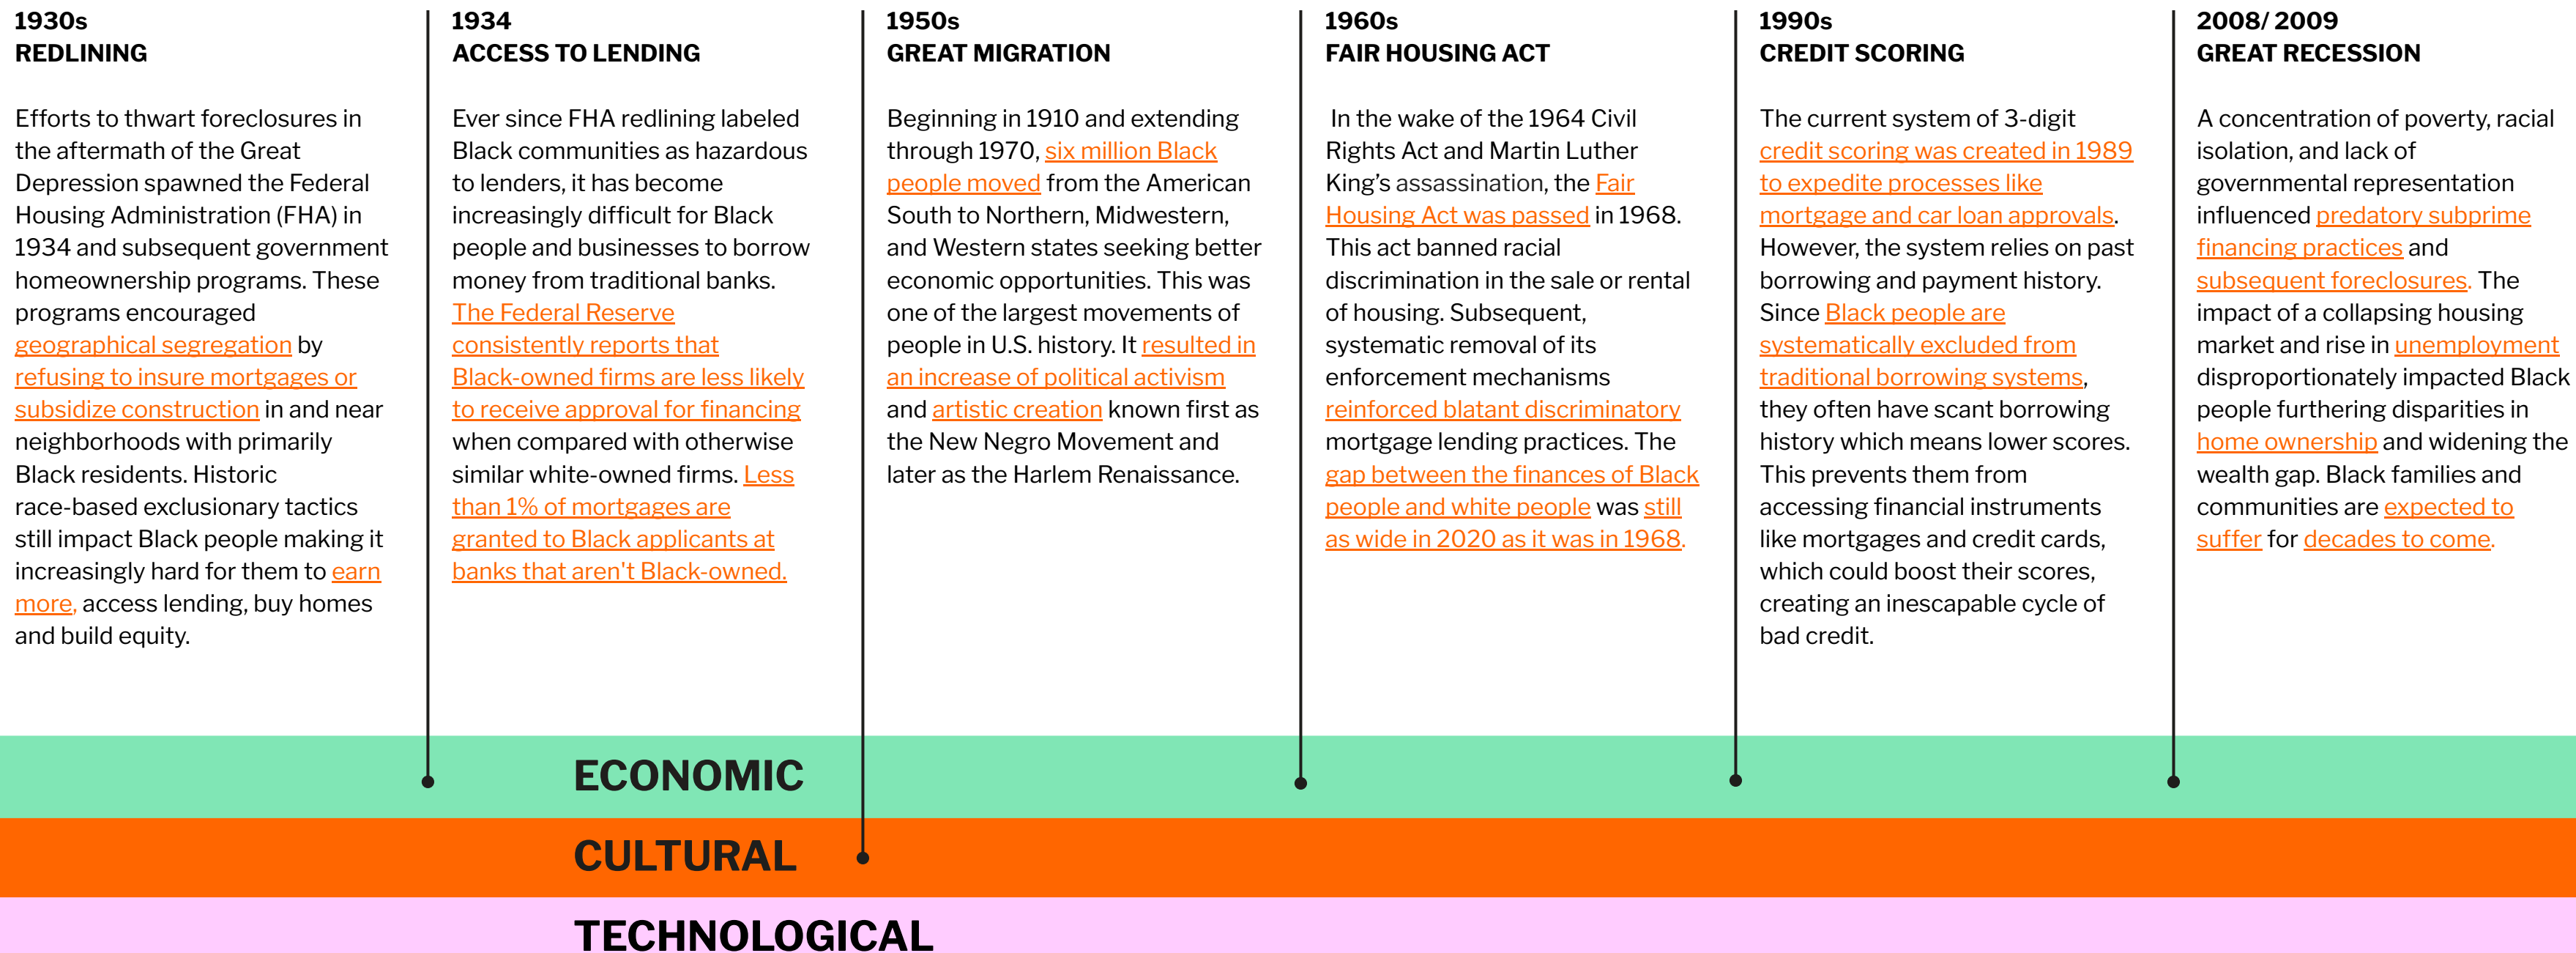 1930s
REDLINING
Efforts to thwart foreclosures in
the aftermath of the Great
Depression spawned the Federal
Housing Administration (FHA) in
1934 and subsequent government
homeownership programs. These
programs encouraged
geographical segregation by
refusing to insure mortgages or
subsidize construction in and near
neighborhoods with primarily
Black residents. Historic
race-based exclusionary tactics
still impact Black people making it
increasingly hard for them to earn
more, access lending, buy homes
and build equity.
1934
ACCESS TO LENDING
Ever since FHA redlining labeled
Black communities as hazardous
to lenders, it has become
increasingly difficult for Black
people and businesses to borrow
money from traditional banks.
The Federal Reserve
consistently reports that
Black-owned firms are less likely
to receive approval for financing
when compared with otherwise
similar white-owned firms. Less
than 1% of mortgages are
granted to Black applicants at
banks that aren't Black-owned.
1950s
GREAT MIGRATION
Beginning in 1910 and extending
through 1970, six million Black
people moved from the American
South to Northern, Midwestern,
and Western states seeking better
economic opportunities. This was
one of the largest movements of
people in U.S. history. It resulted in
an increase of political activism
and artistic creation known first as
the New Negro Movement and
later as the Harlem Renaissance.
1960s
FAIR HOUSING ACT
In the wake of the 1964 Civil
Rights Act and Martin Luther
King’s assassination, the Fair
Housing Act was passed in 1968.
This act banned racial
discrimination in the sale or rental
of housing. Subsequent,
systematic removal of its
enforcement mechanisms
reinforced blatant discriminatory
mortgage lending practices. The
gap between the finances of Black
people and white people was still
as wide in 2020 as it was in 1968.
1990s
CREDIT SCORING
The current system of 3-digit
credit scoring was created in 1989
to expedite processes like
mortgage and car loan approvals.
However, the system relies on past
borrowing and payment history.
Since Black people are
systematically excluded from
traditional borrowing systems,
they often have scant borrowing
history which means lower scores.
This prevents them from
accessing financial instruments
like mortgages and credit cards,
which could boost their scores,
creating an inescapable cycle of
bad credit.
2008/ 2009
GREAT RECESSION
A concentration of poverty, racial
isolation, and lack of
governmental representation
influenced predatory subprime
financing practices and
subsequent foreclosures. The
impact of a collapsing housing
market and rise in unemployment
disproportionately impacted Black
people furthering disparities in
home ownership and widening the
wealth gap. Black families and
communities are expected to
suffer for decades to come.
ECONOMIC
CULTURAL
TECHNOLOGICAL